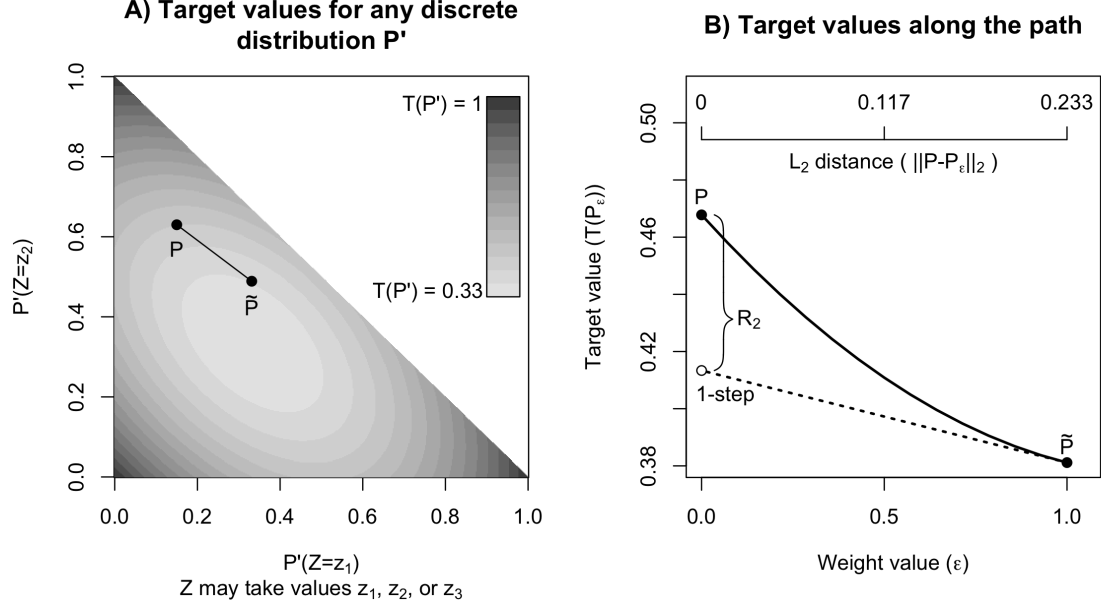 A) Target values for any discrete
distribution P'
P'(Z=z₂)
1.0
0.8
0.6
0.4
0.2
0.0
T(P') = 1
T(P') = 0.33
P
P̃
0.0 0.2 0.4 0.6 0.8 1.0
P'(Z=z₁)
Z may take values z₁, z₂, or z₃
B) Target values along the path
Target value (T(Pε))
0.50
0.46
0.42
0.38
0 0.117 0.233
L₂ distance ( ||P-Pε||₂ )
P
R₂
1-step
P̃
0.0 0.5 1.0
Weight value (ε)